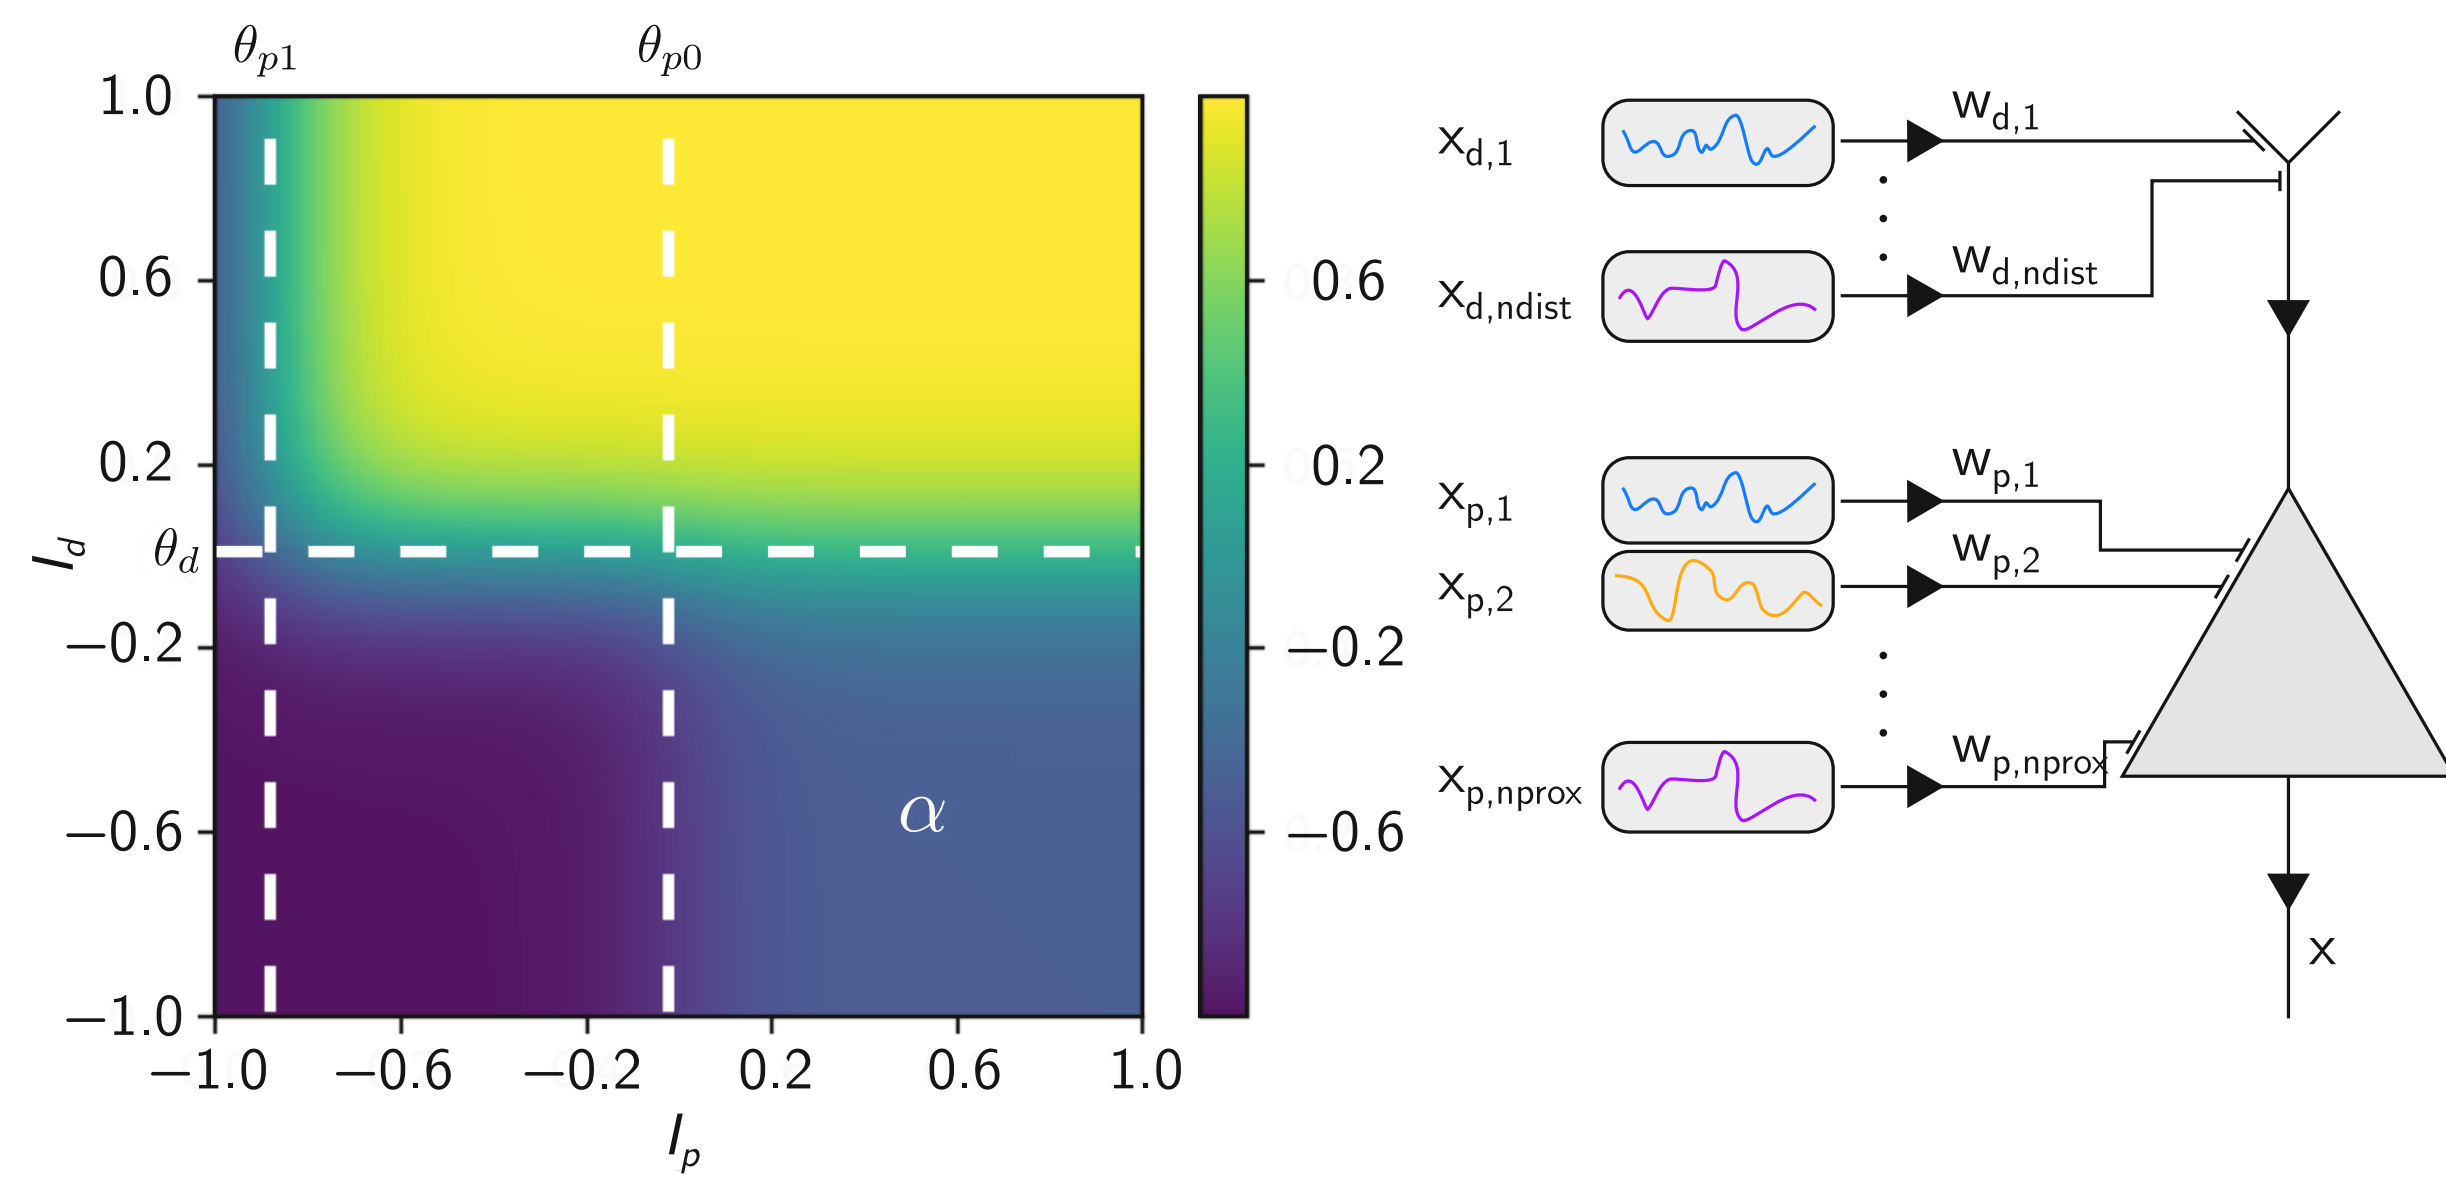 θp1 θp0
1.0
0.6
0.2
θd
−0.2
−0.6
−1.0
Id
−1.0 −0.6 −0.2 0.2 0.6 1.0
Ip
α
0.6
0.2
−0.2
−0.6
xd,1 wd,1
xd,ndist wd,ndist
xp,1 wp,1
xp,2 wp,2
xp,nprox wp,nprox
x